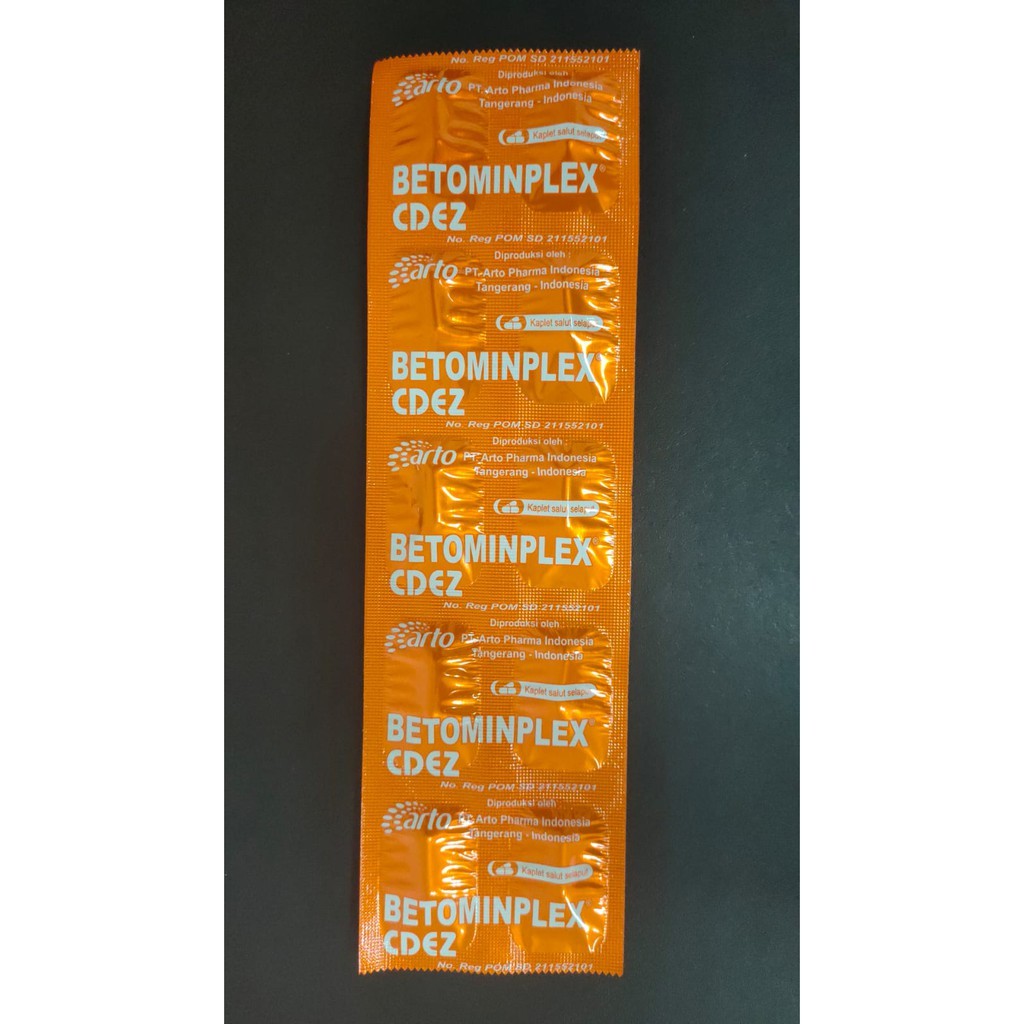 No. Reg POM SD 211552101
Diproduksi oleh :
arto PT. Arto Pharma Indonesia
Tangerang - Indonesia
Kaplet salut selaput
BETOMINPLEX®
CDEZ
No. Reg POM SD 211552101
Diproduksi oleh :
arto PT. Arto Pharma Indonesia
Tangerang - Indonesia
Kaplet salut selaput
BETOMINPLEX®
CDEZ
No. Reg POM SD 211552101
Diproduksi oleh :
arto PT. Arto Pharma Indonesia
Tangerang - Indonesia
Kaplet salut selaput
BETOMINPLEX®
CDEZ
No. Reg POM SD 211552101
Diproduksi oleh
arto PT. Arto Pharma Indonesia
Tangerang - Indonesia
Kaplet salut selaput
BETOMINPLEX®
CDEZ
No. Reg POM SD 211552101
Diproduksi oleh
arto PT. Arto Pharma Indonesia
Tangerang - Indonesia
Kaplet salut selaput
BETOMINPLEX
CDEZ
No. Reg POM SD 211552101